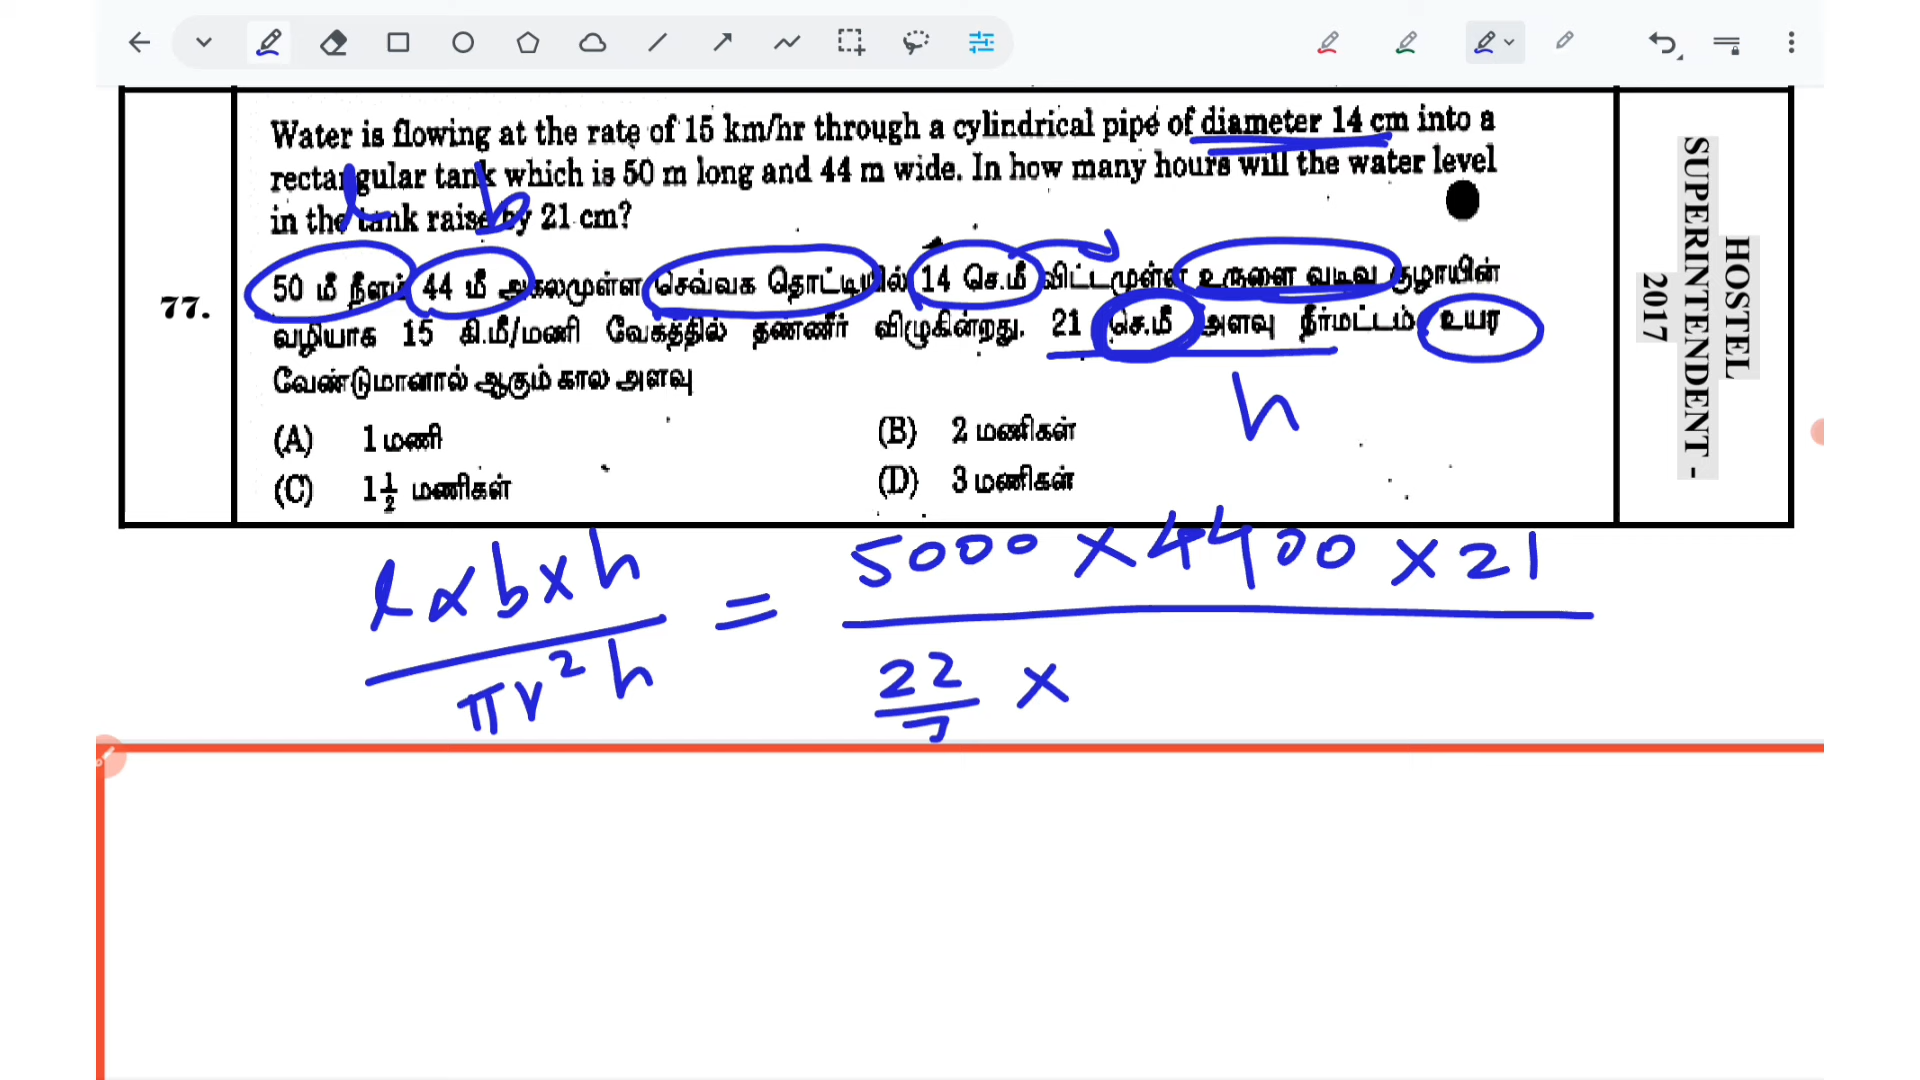 Water is flowing at the rate of 15 km/hr through a cylindrical pipe of diameter 14 cm into a
rectangular tank which is 50 m long and 44 m wide. In how many hours will the water level
in the tank raise by 21 cm?
l b
77.
50 மீ நீளம் 44 மீ அகலமுள்ள செவ்வக தொட்டியில் 14 செ.மீ விட்டமுள்ள உருளை வடிவ குழாயின்
வழியாக 15 கி.மீ/மணி வேகத்தில் தண்ணீர் விழுகின்றது. 21 செ.மீ அளவு நீர்மட்டம் உயர
வேண்டுமானால் ஆகும் கால அளவு
h
(A) 1 மணி (B) 2 மணிகள்
(C) 1 1/2 மணிகள் (D) 3 மணிகள்
HOSTEL
SUPERINTENDENT -
2017
l x b x h / πr²h = 5000 x 4400 x 21
22/7 x